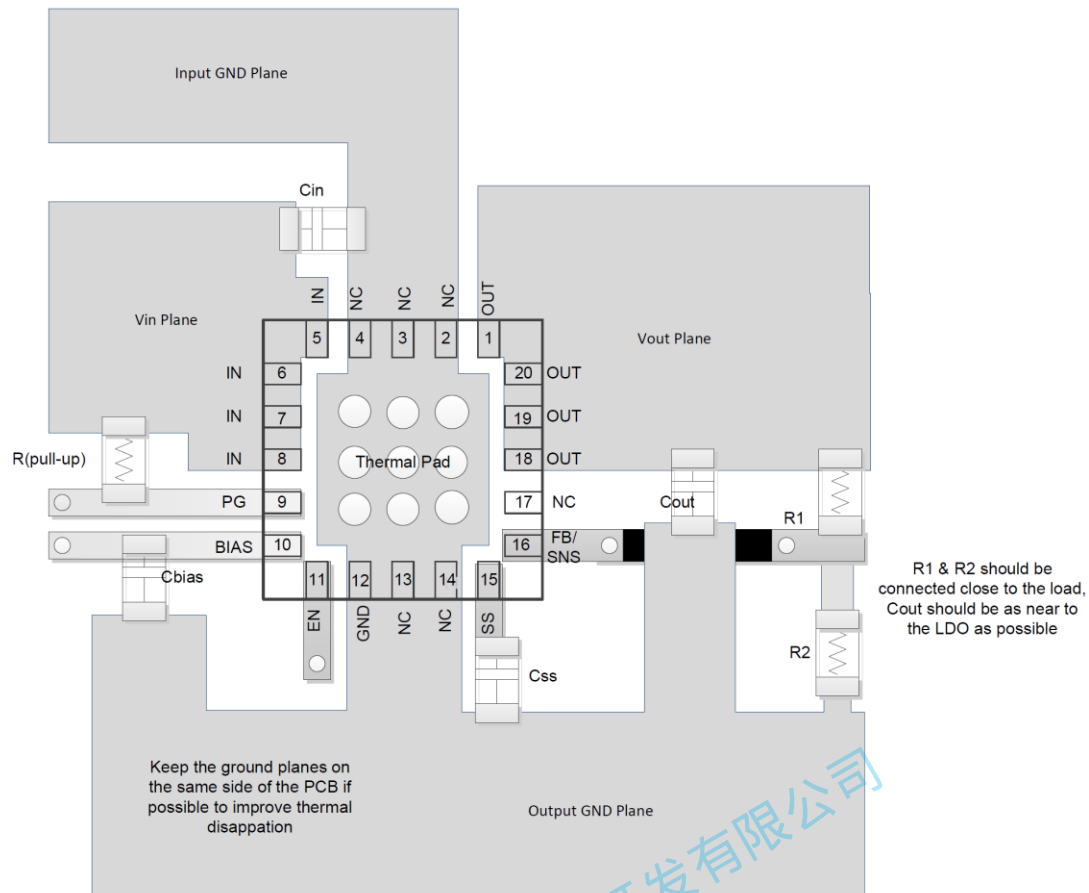 Input GND Plane
Cin
Vin Plane
Vout Plane
IN
NC
NC
NC
OUT
5
4
3
2
1
IN
6
20
OUT
IN
7
19
OUT
IN
8
18
OUT
R(pull-up)
Thermal Pad
PG
9
17
NC
Cout
R1
BIAS
10
16
FB/
SNS
Cbias
11
12
13
14
15
EN
GND
NC
NC
SS
R1 & R2 should be
connected close to the load,
Cout should be as near to
the LDO as possible
R2
Css
Keep the ground planes on
the same side of the PCB if
possible to improve thermal
disappation
Output GND Plane
发有限公司